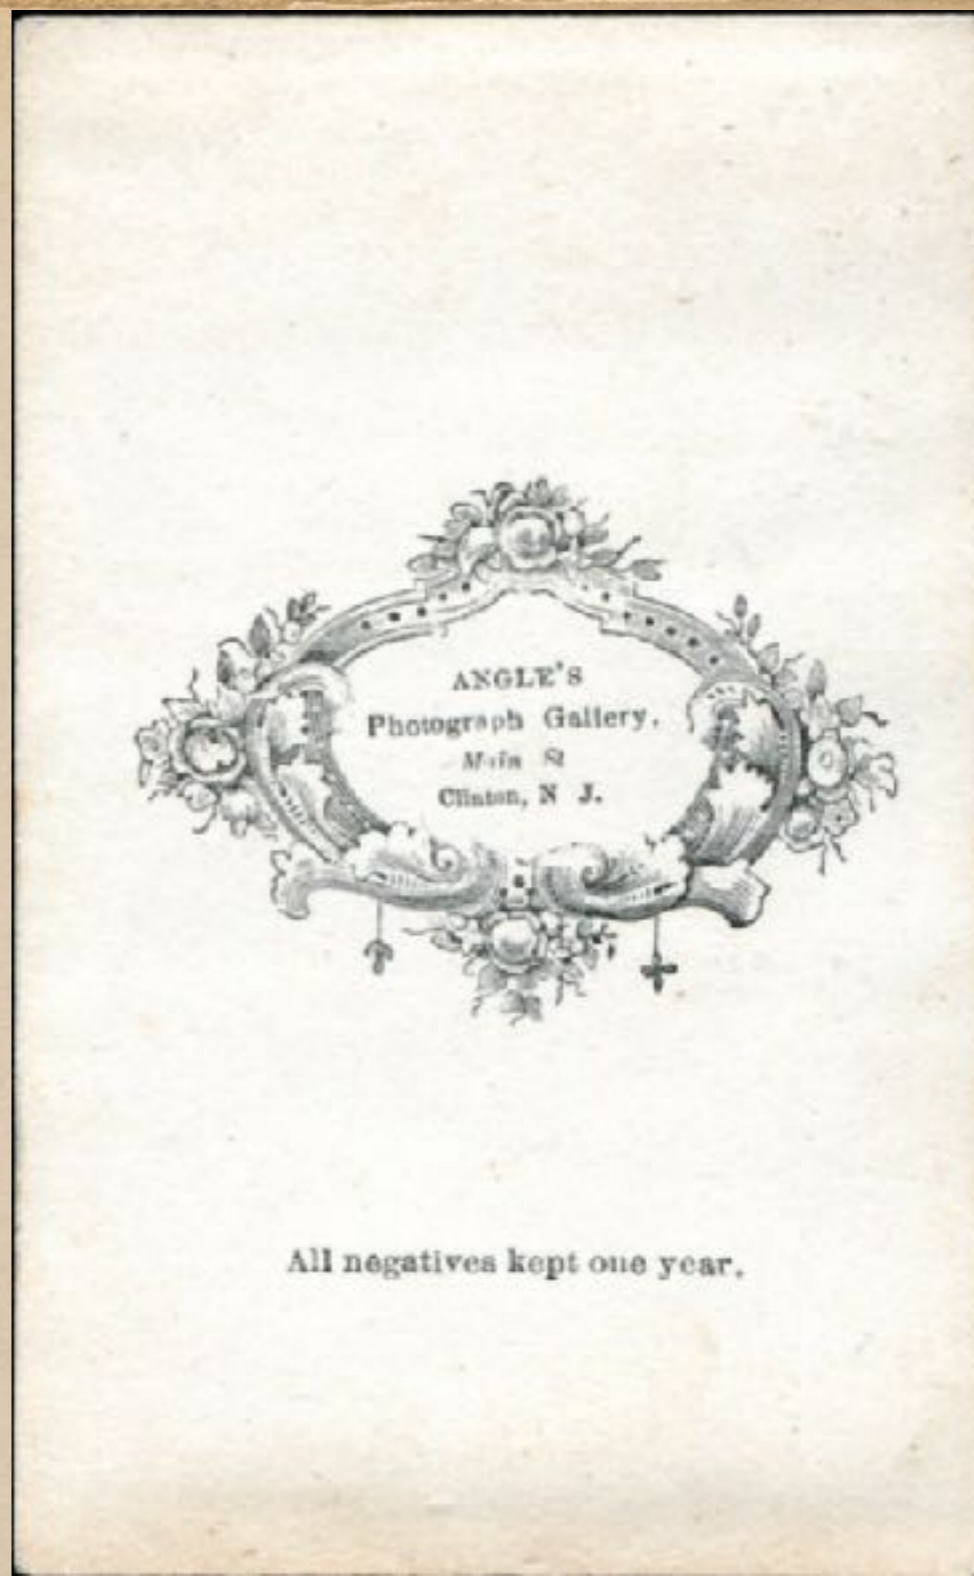 ANGLE'S
Photograph Gallery.
Main St
Clinton, N J.
All negatives kept one year.